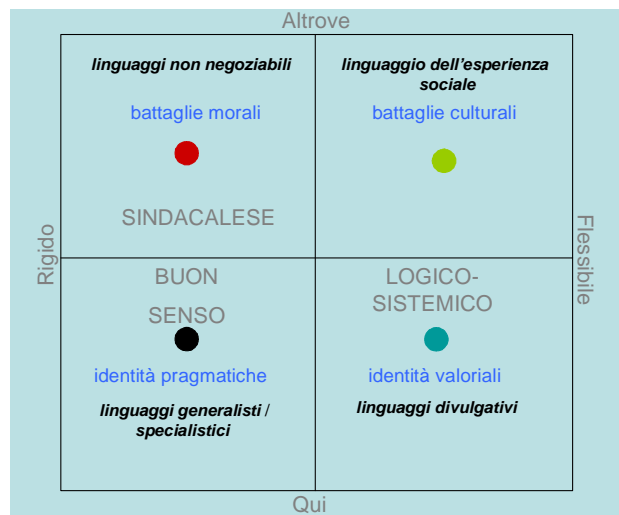 Altrove
linguaggi non negoziabili
battaglie morali
SINDACALESE
linguaggio dell'esperienza
sociale
battaglie culturali
Rigido
Flessibile
BUON
SENSO
identità pragmatiche
linguaggi generalisti /
specialistici
LOGICO-
SISTEMICO
identità valoriali
linguaggi divulgativi
Qui